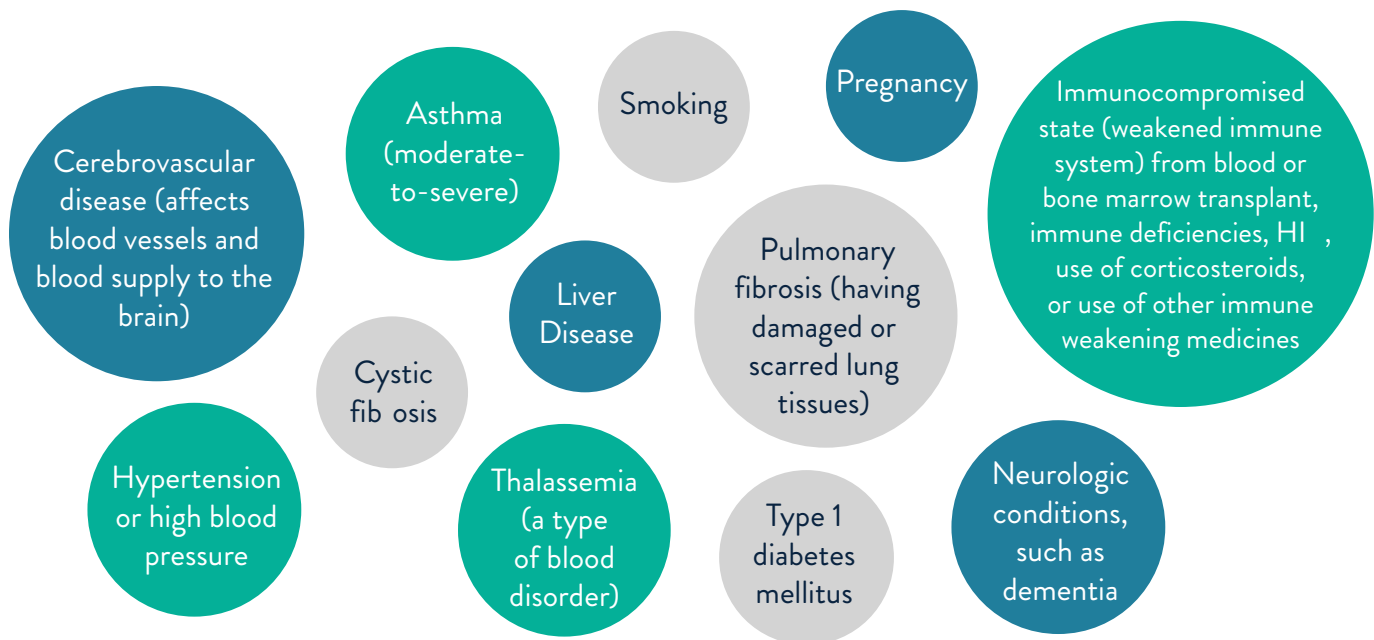 Cerebrovascular
disease (affects
blood vessels and
blood supply to the
brain)
Asthma
(moderate-
to-severe)
Smoking
Pregnancy
Immunocompromised
state (weakened immune
system) from blood or
bone marrow transplant,
immune deficiencies, HI ,
use of corticosteroids,
or use of other immune
weakening medicines
Liver
Disease
Pulmonary
fibrosis (having
damaged or
scarred lung
tissues)
Cystic
fib osis
Hypertension
or high blood
pressure
Thalassemia
(a type
of blood
disorder)
Type 1
diabetes
mellitus
Neurologic
conditions,
such as
dementia